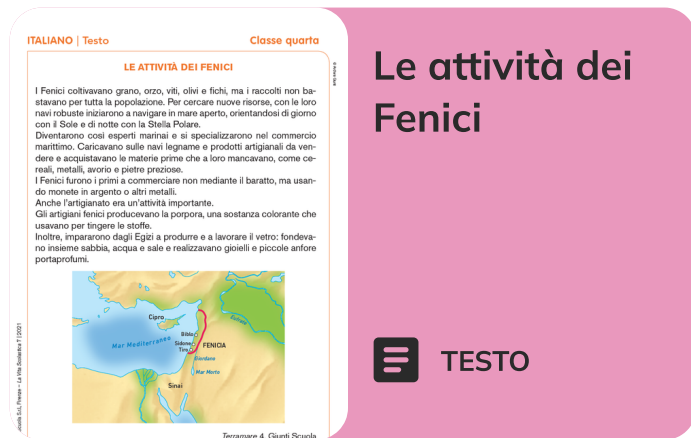 ITALIANO | Testo
Classe quarta
LE ATTIVITÀ DEI FENICI
I Fenici coltivavano grano, orzo, viti, olivi e fichi, ma i raccolti non ba-
stavano per tutta la popolazione. Per cercare nuove risorse, con le loro
navi robuste iniziarono a navigare in mare aperto, orientandosi di giorno
con il Sole e di notte con la Stella Polare.
Diventarono così esperti marinai e si specializzarono nel commercio
marittimo. Caricavano sulle navi legname e prodotti artigianali da ven-
dere e acquistavano le materie prime che a loro mancavano, come ce-
reali, metalli, avorio e pietre preziose.
I Fenici furono i primi a commerciare non mediante il baratto, ma usan-
do monete in argento o altri metalli.
Anche l'artigianato era un'attività importante.
Gli artigiani fenici producevano la porpora, una sostanza colorante che
usavano per tingere le stoffe.
Inoltre, impararono dagli Egizi a produrre e a lavorare il vetro: fondeva-
no insieme sabbia, acqua e sale e realizzavano gioielli e piccole anfore
portaprofumi.
Cipro
Eufrate
Biblo
Mar Mediterraneo
Sidone
FENICIA
Tiro
Giordano
Mar Morto
Sinai
Terramare 4, Giunti Scuola
Scuola S.r.l., Firenze – La Vita Scolastica 7 | 2021
Le attività dei
Fenici
TESTO